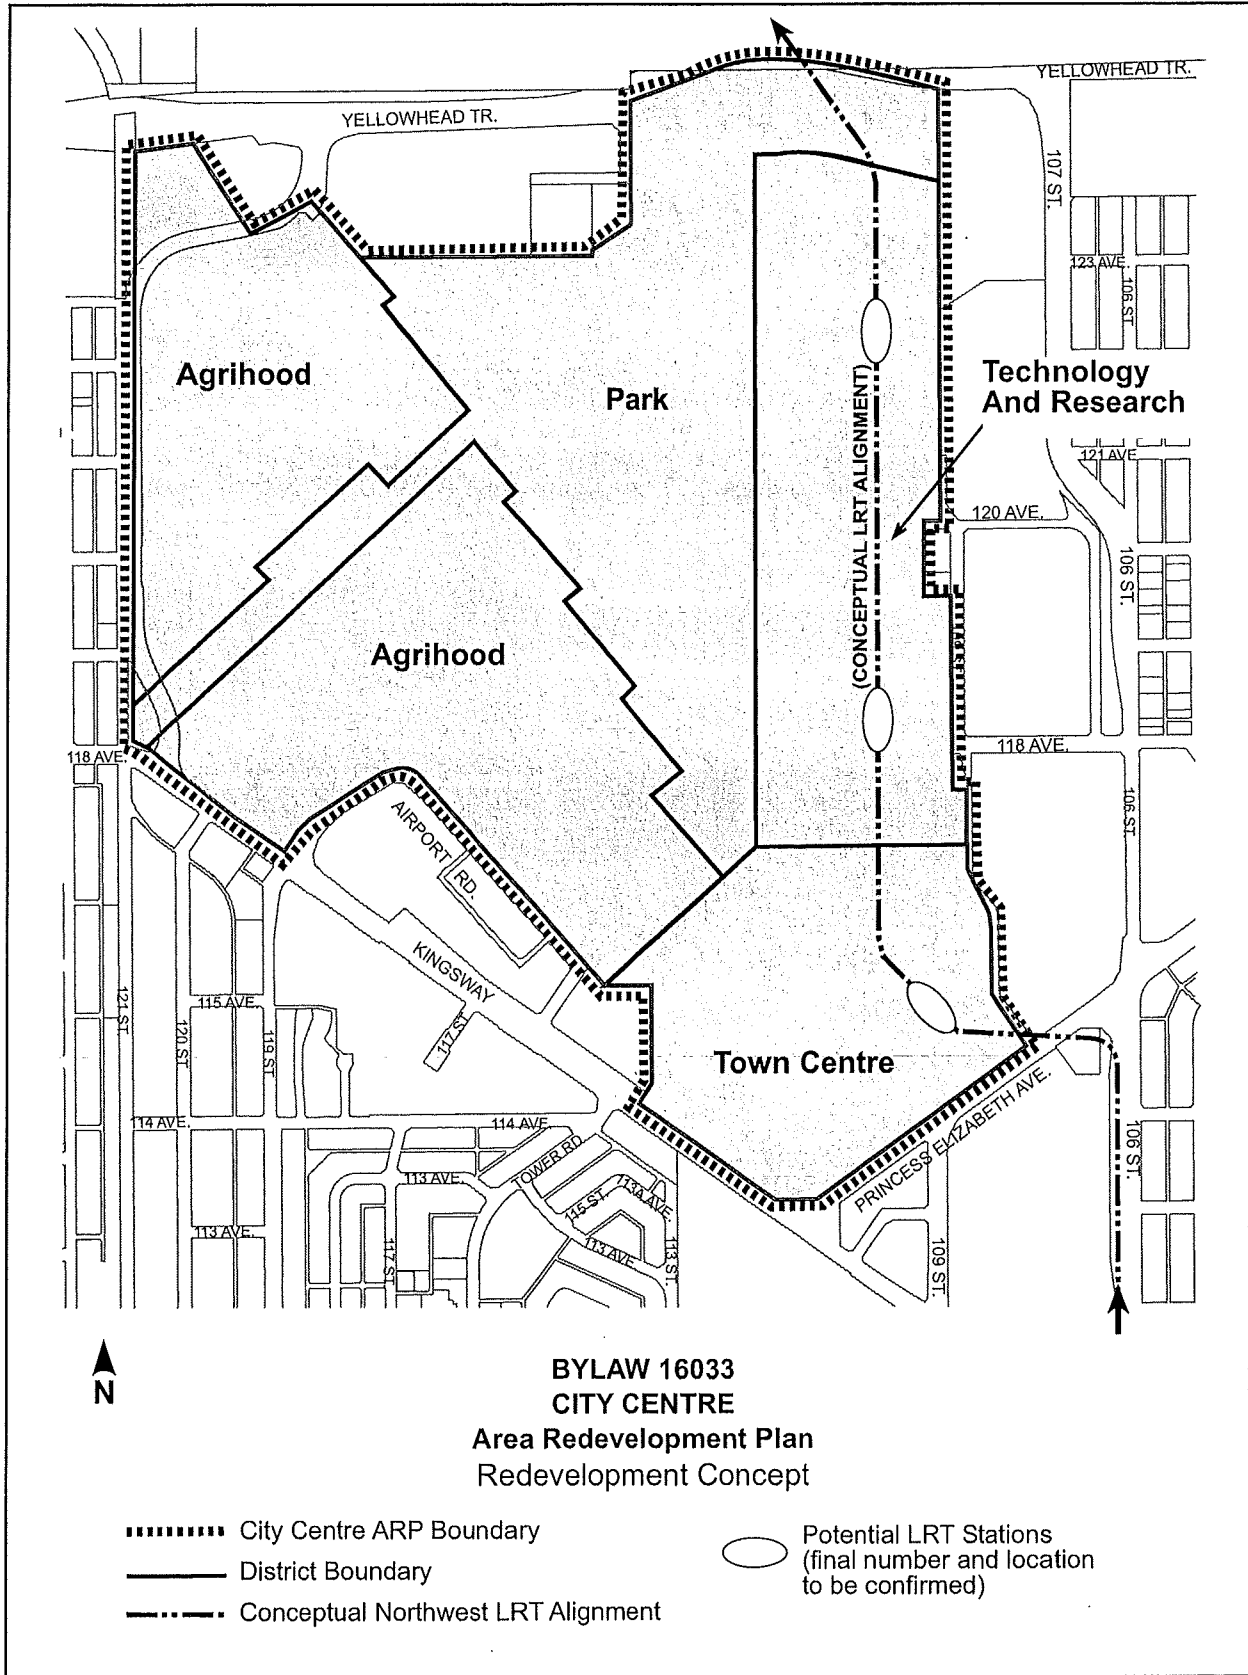 YELLOWHEAD TR.
YELLOWHEAD TR.
107 ST.
123 AVE.
106 ST.
Agrihood
Park
Technology
And Research
(CONCEPTUAL LRT ALIGNMENT)
121 AVE
120 AVE.
106 ST.
Agrihood
118 AVE.
118 AVE.
106 ST.
AIRPORT
RD.
KINGSWAY
117 ST.
121 ST.
115 AVE.
120 ST.
119 ST.
Town Centre
PRINCESS ELIZABETH AVE.
114 AVE.
114 AVE.
106 ST.
TOWER RD.
113 AVE.
115 ST.
113A AVE.
113 AVE.
113 AVE.
117 ST.
113 ST.
109 ST.
N
BYLAW 16033
CITY CENTRE
Area Redevelopment Plan
Redevelopment Concept
City Centre ARP Boundary
District Boundary
Conceptual Northwest LRT Alignment
Potential LRT Stations
(final number and location
to be confirmed)